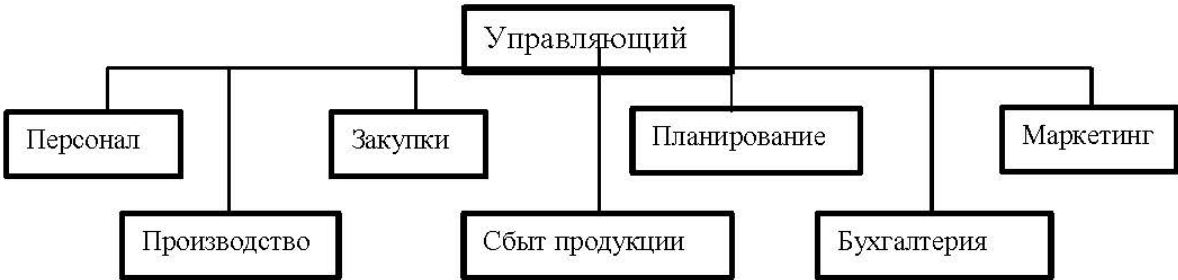 Управляющий
Персонал
Закупки
Планирование
Маркетинг
Производство
Сбыт продукции
Бухгалтерия